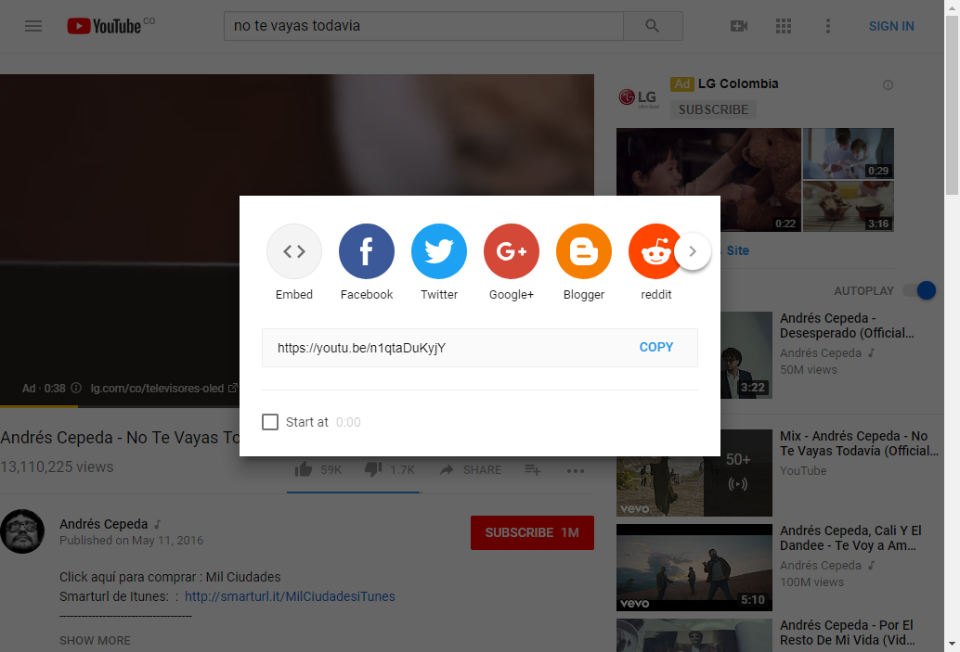 YouTube CO
no te vayas todavia
SIGN IN
Ad LG Colombia
LG
SUBSCRIBE
0:29
0:22
3:16
Site
Embed
Facebook
Twitter
G+
Google+
Blogger
reddit
https://youtu.be/n1qtaDuKyjY
COPY
Start at 0:00
Ad · 0:38
lg.com/co/televisores-oled
AUTOPLAY
Andrés Cepeda -
Desesperado (Official...
Andrés Cepeda
50M views
3:22
Andrés Cepeda - No Te Vayas To
13,110,225 views
59K
1.7K
SHARE
Mix - Andrés Cepeda - No
Te Vayas Todavía (Official...
YouTube
50+
vevo
Andrés Cepeda
Published on May 11, 2016
SUBSCRIBE 1M
Andrés Cepeda, Cali Y El
Dandee - Te Voy a Am...
Andrés Cepeda
100M views
vevo
5:10
Click aquí para comprar : Mil Ciudades
Smarturl de Itunes: : http://smarturl.it/MilCiudadesiTunes
--------------------------------------
SHOW MORE
Andrés Cepeda - Por El
Resto De Mi Vida (Vid...